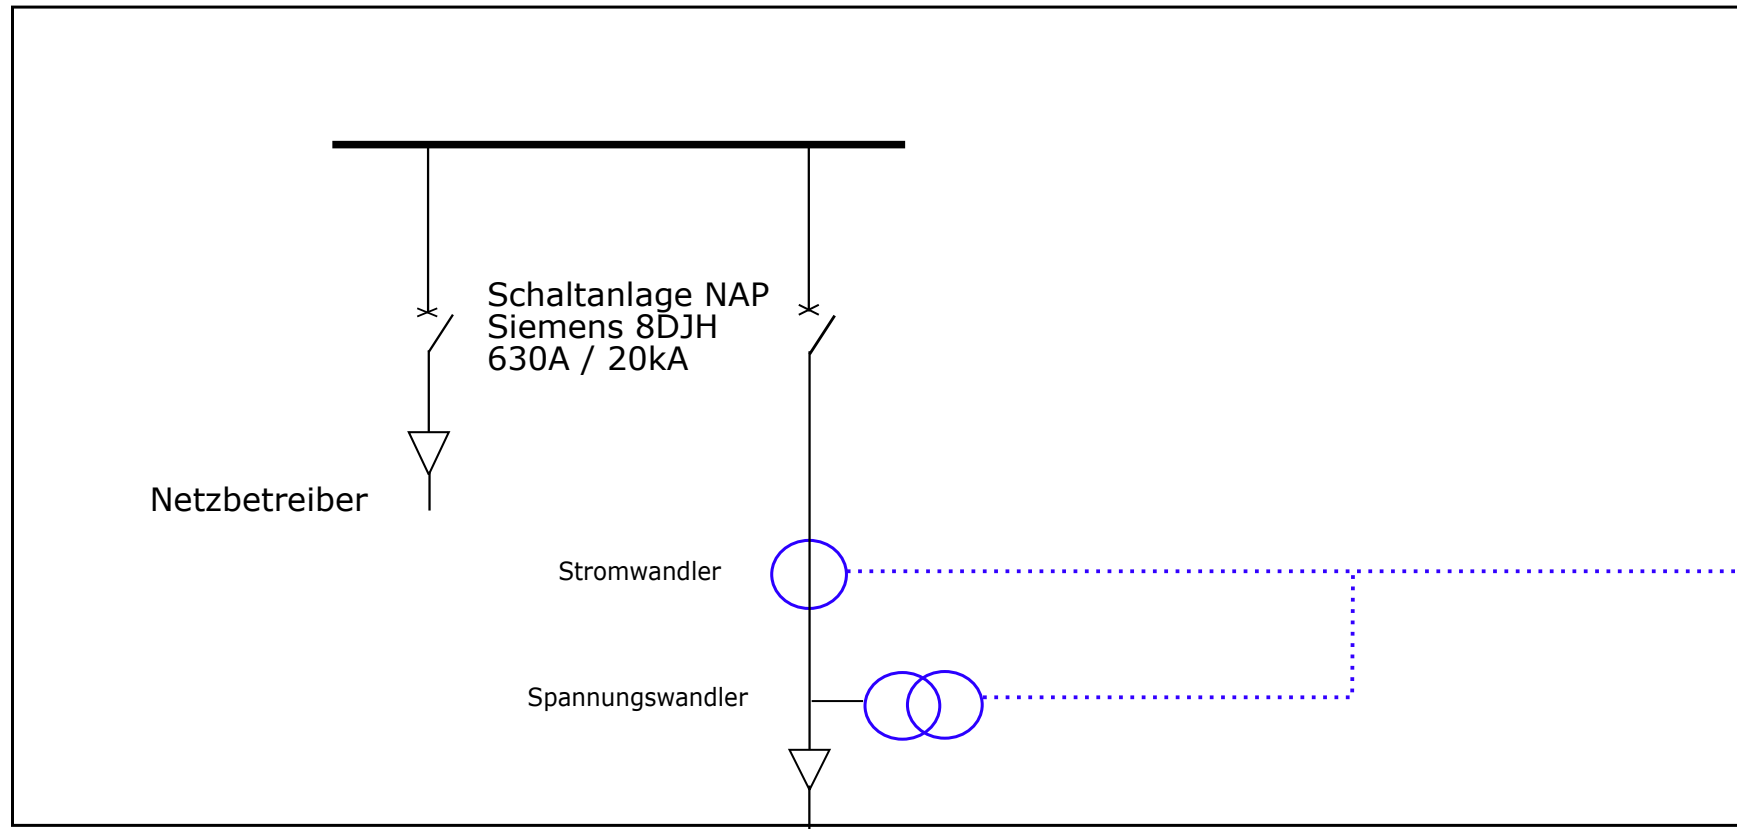 Schaltanlage NAP
Siemens 8DJH
630A / 20kA
Netzbetreiber
Stromwandler
Spannungswandler